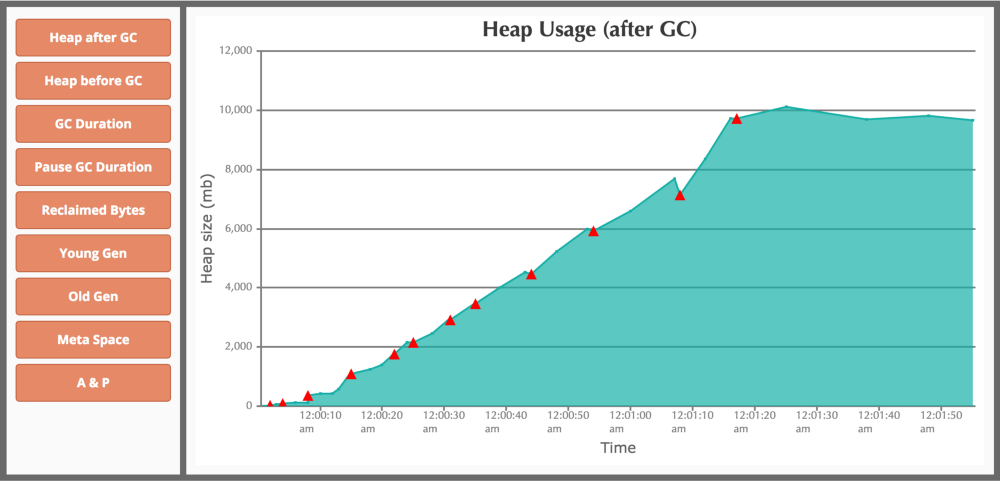 Heap after GC
Heap before GC
GC Duration
Pause GC Duration
Reclaimed Bytes
Young Gen
Old Gen
Meta Space
A & P
Heap Usage (after GC)
Heap size (mb)
12,000
10,000
8,000
6,000
4,000
2,000
0
12:00:10 12:00:20 12:00:30 12:00:40 12:00:50 12:01:00 12:01:10 12:01:20 12:01:30 12:01:40 12:01:50
am am am am am am am am am am am
Time